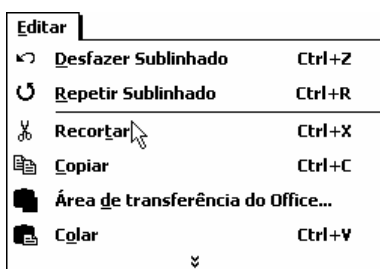 Editar
Desfazer Sublinhado Ctrl+Z
Repetir Sublinhado Ctrl+R
Recortar Ctrl+X
Copiar Ctrl+C
Área de transferência do Office...
Colar Ctrl+V